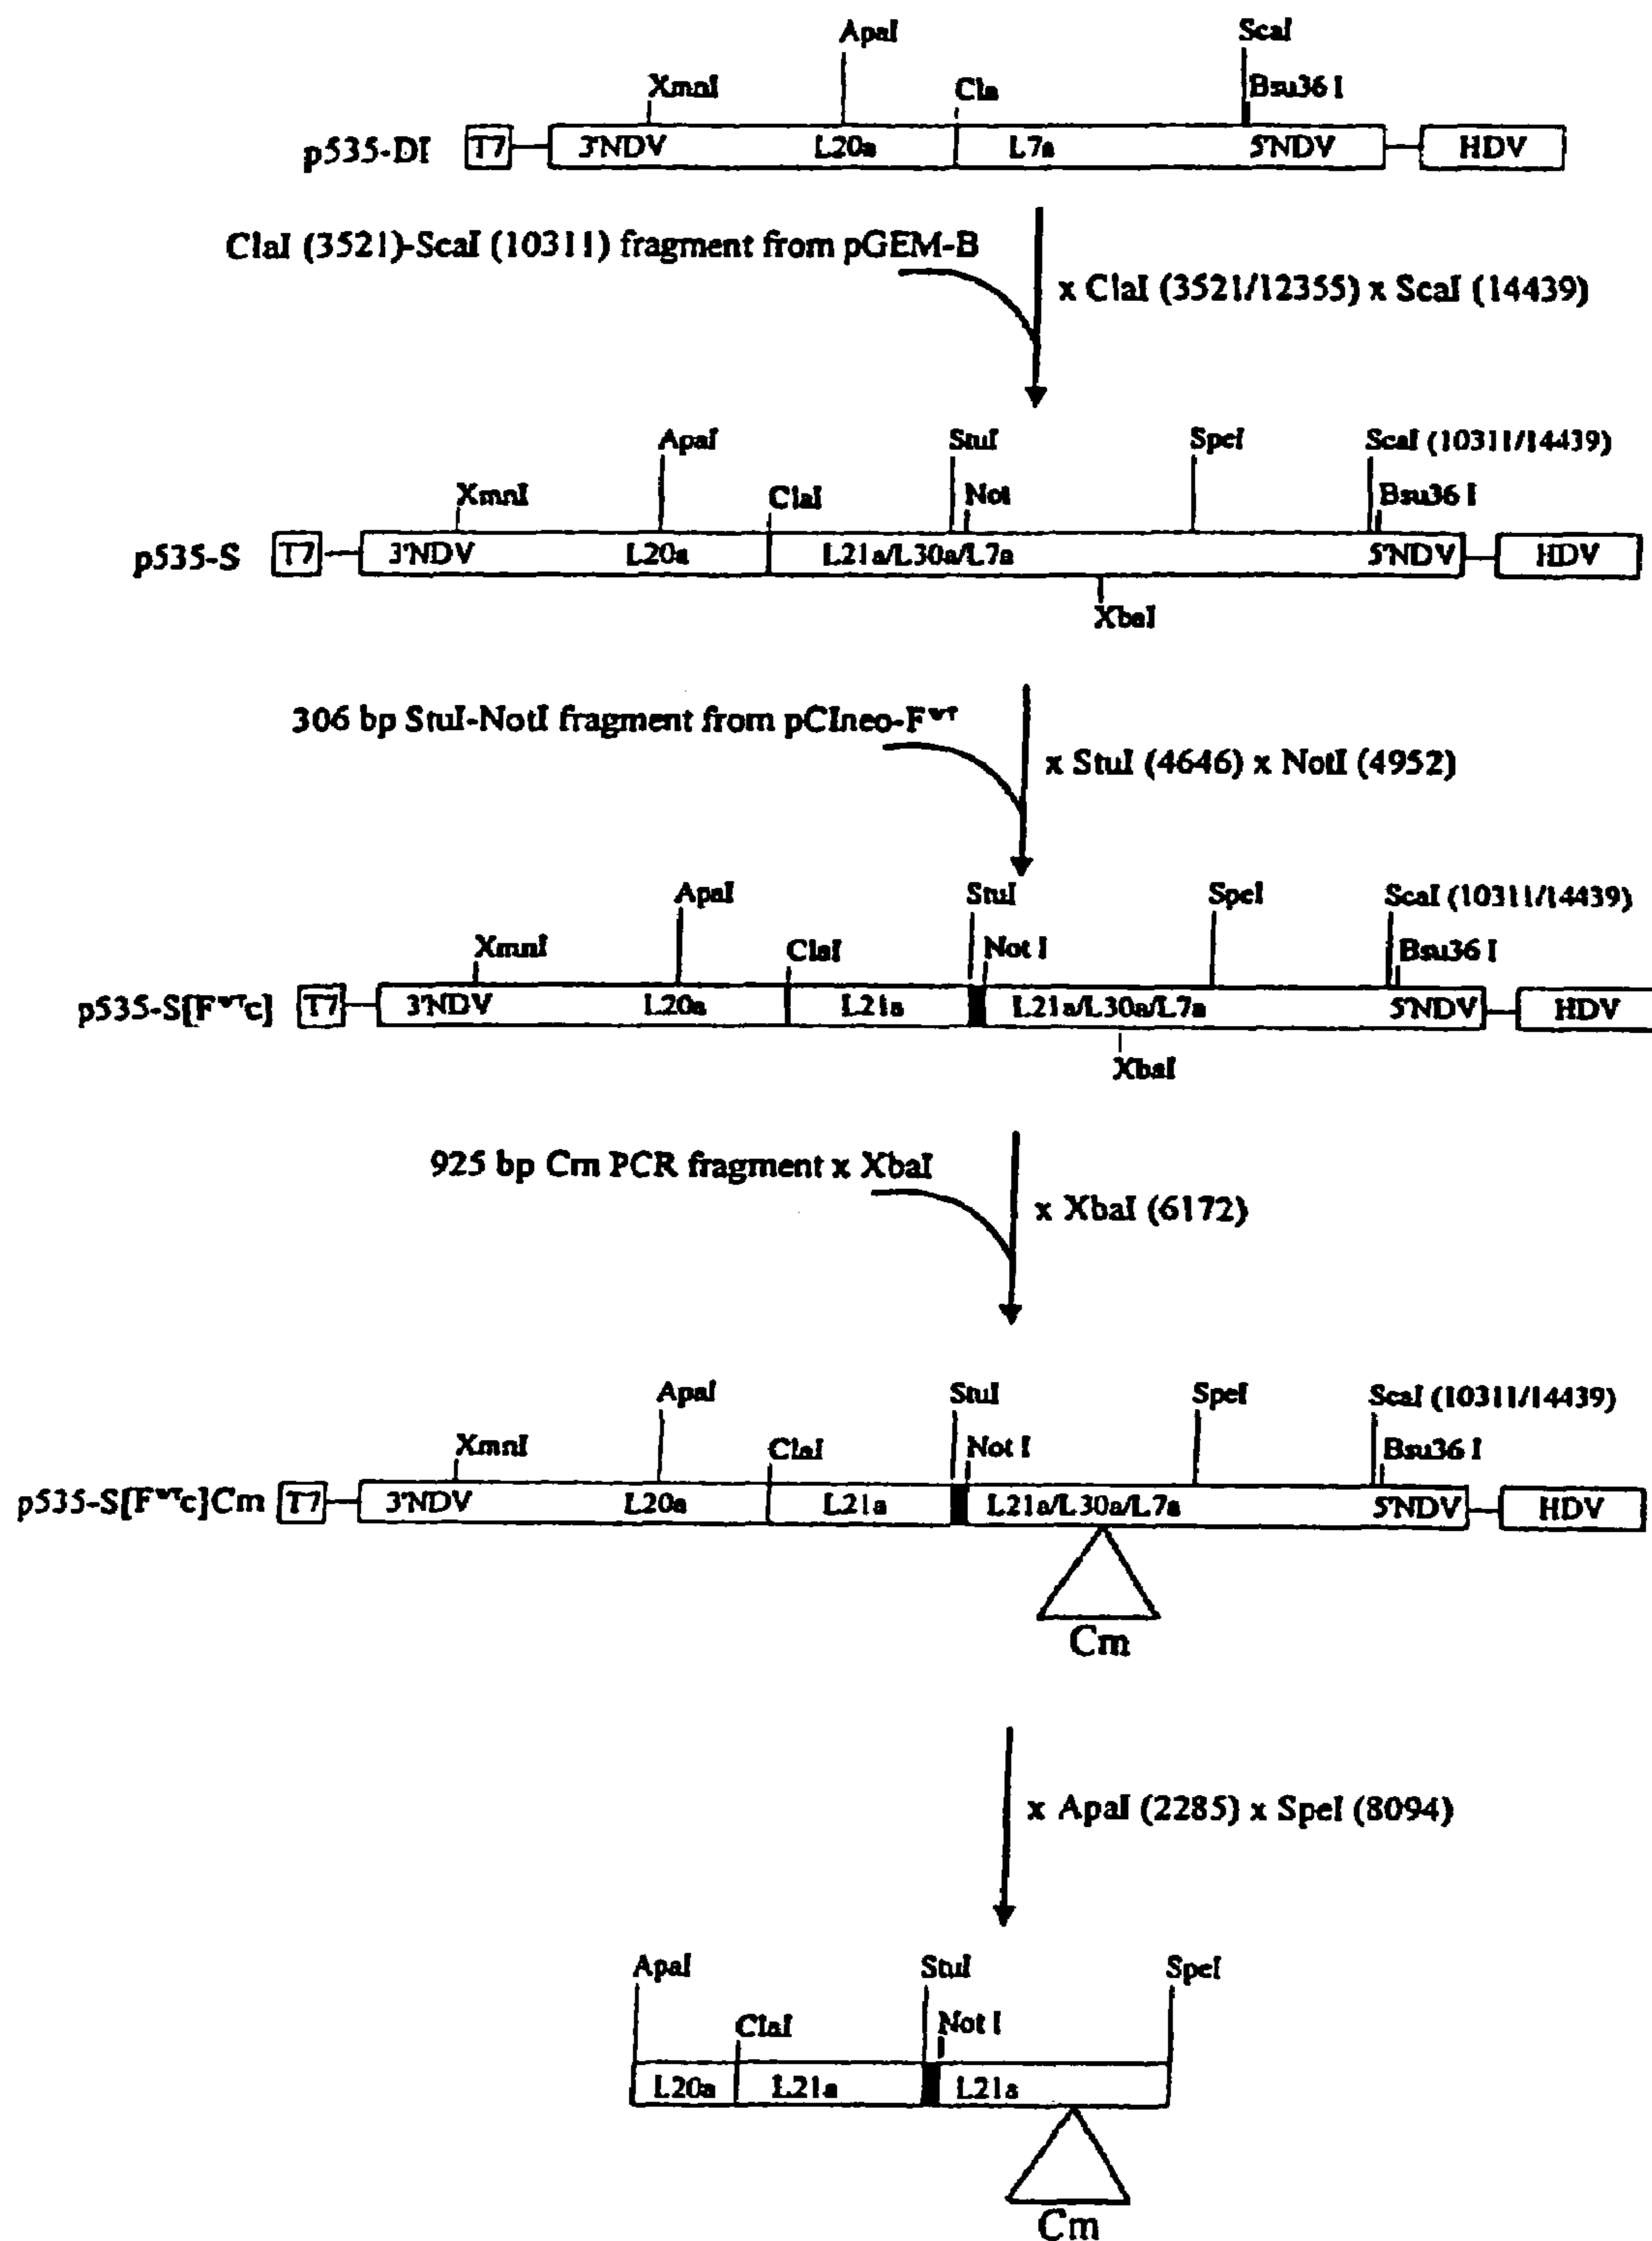 ApaI
ScaI
XmnI
Cla
Bsu36 I
p535-DI
T7
3'NDV
L20a
L7a
5'NDV
HDV
ClaI (3521)-ScaI (10311) fragment from pGEM-B
x ClaI (3521/12355) x ScaI (14439)
ApaI
StuI
SpeI
ScaI (10311/14439)
XmnI
ClaI
Not
Bsu36 I
p535-S
T7
3'NDV
L20a
L21a/L30a/L7a
5'NDV
HDV
XbaI
306 bp StuI-NotI fragment from pCIneo-Fwt
x StuI (4646) x NotI (4952)
ApaI
StuI
SpeI
ScaI (10311/14439)
XmnI
ClaI
Not I
Bsu36 I
p535-S[FwTc]
T7
3'NDV
L20a
L21a
L21a/L30a/L7a
5'NDV
HDV
XbaI
925 bp Cm PCR fragment x XbaI
x XbaI (6172)
ApaI
StuI
SpeI
ScaI (10311/14439)
XmnI
ClaI
Not I
Bsu36 I
p535-S[FwTc]Cm
T7
3'NDV
L20a
L21a
L21a/L30a/L7a
5'NDV
HDV
Cm
x ApaI (2285) x SpeI (8094)
ApaI
StuI
SpeI
ClaI
Not I
L20a
L21a
L21a
Cm